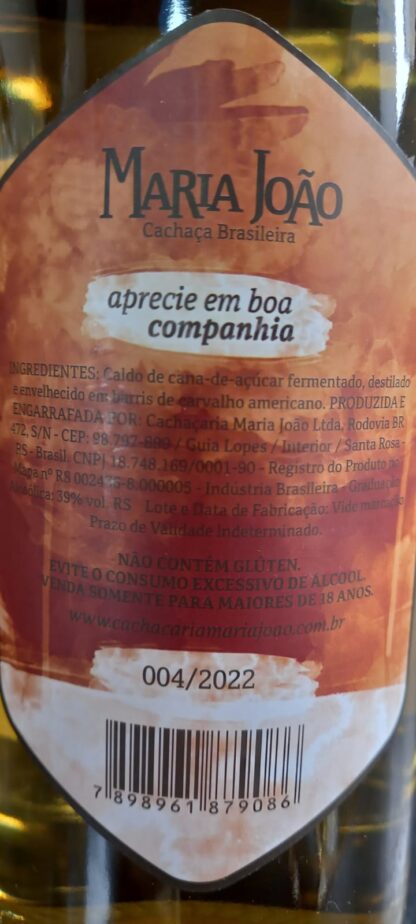 MARIA JOÃO
Cachaça Brasileira
aprecie em boa
companhia
INGREDIENTES: Caldo de cana-de-açúcar fermentado, destilado
e envelhecido em barris de carvalho americano. PRODUZIDA E
ENGARRAFADA POR: Cachaçaria Maria João Ltda. Rodovia BR
472, S/N - CEP: 98.797-899 / Guia Lopes / Interior / Santa Rosa -
RS - Brasil. CNPJ 18.748.169/0001-90 - Registro do Produto no
Mapa nº RS 002436-8.000005 - Indústria Brasileira - Graduação
Alcoólica: 39% vol. RS Lote e Data de Fabricação: Vide marcação
Prazo de Validade Indeterminado.
NÃO CONTÉM GLÚTEN.
EVITE O CONSUMO EXCESSIVO DE ÁLCOOL.
VENDA SOMENTE PARA MAIORES DE 18 ANOS.
www.cachacariamariajoao.com.br
004/2022
7 898961 879086